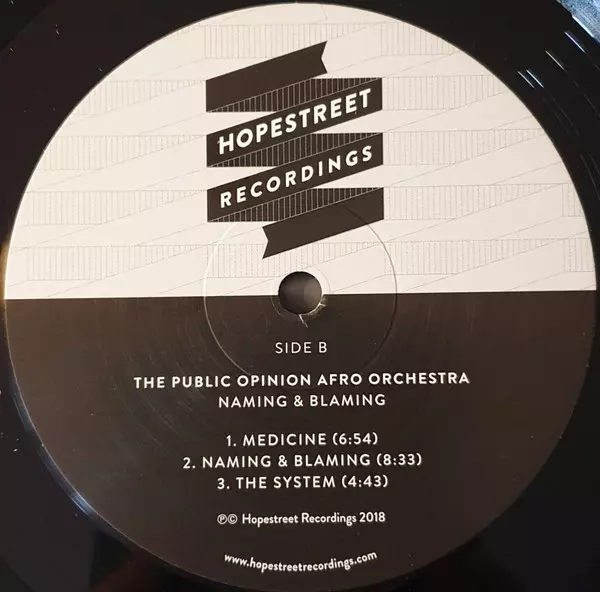 HOPESTREET
RECORDINGS
SIDE B
THE PUBLIC OPINION AFRO ORCHESTRA
NAMING & BLAMING
1. MEDICINE (6:54)
2. NAMING & BLAMING (8:33)
3. THE SYSTEM (4:43)
℗© Hopestreet Recordings 2018
www.hopestreetrecordings.com